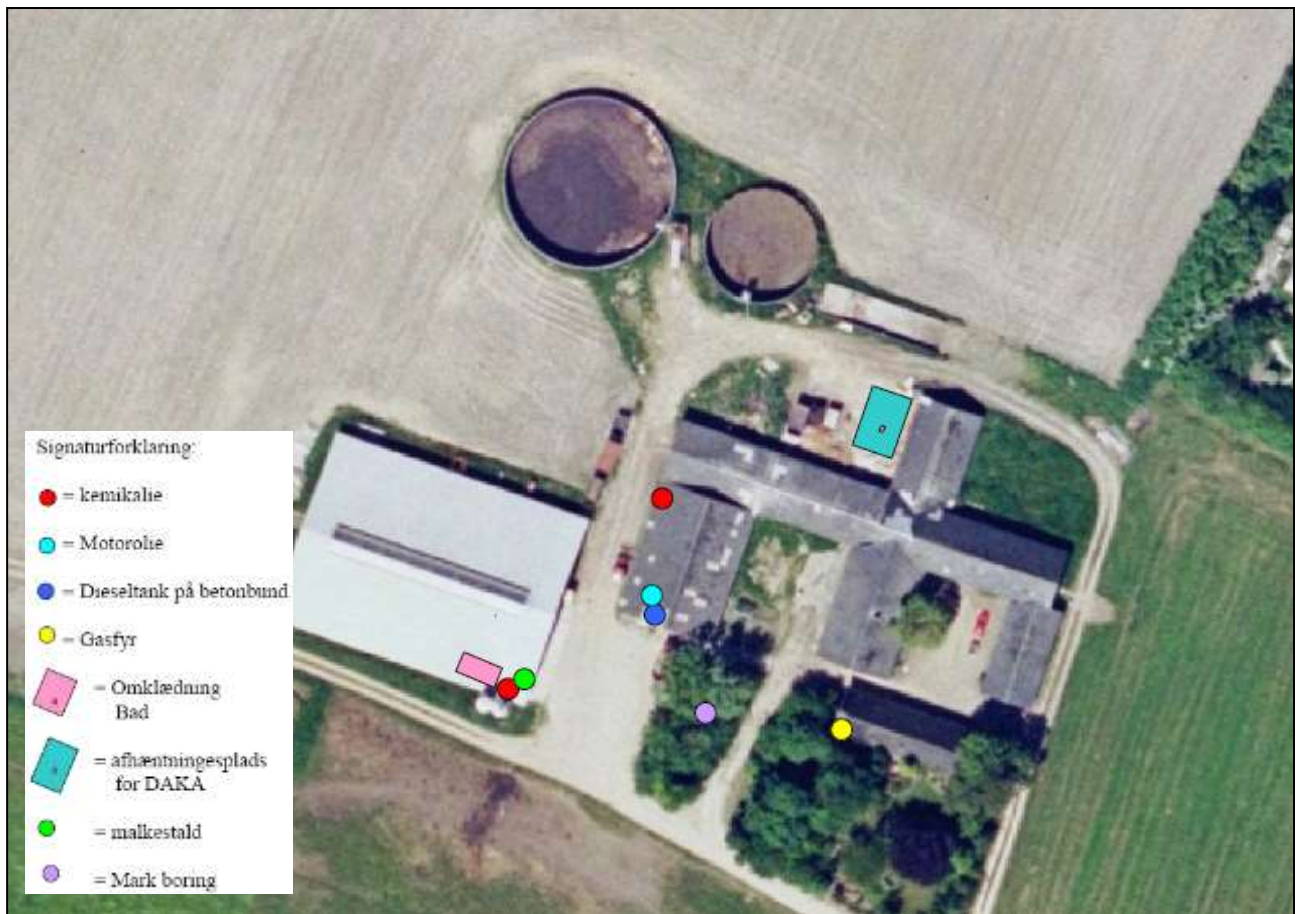 Signaturforklaring:
= kemikalie
= Motorolie
= Dieseltank på betonbund
= Gasfyr
= Omklædning
Bad
= afhæntningesplads
for DAKA
= malkestald
= Mark boring